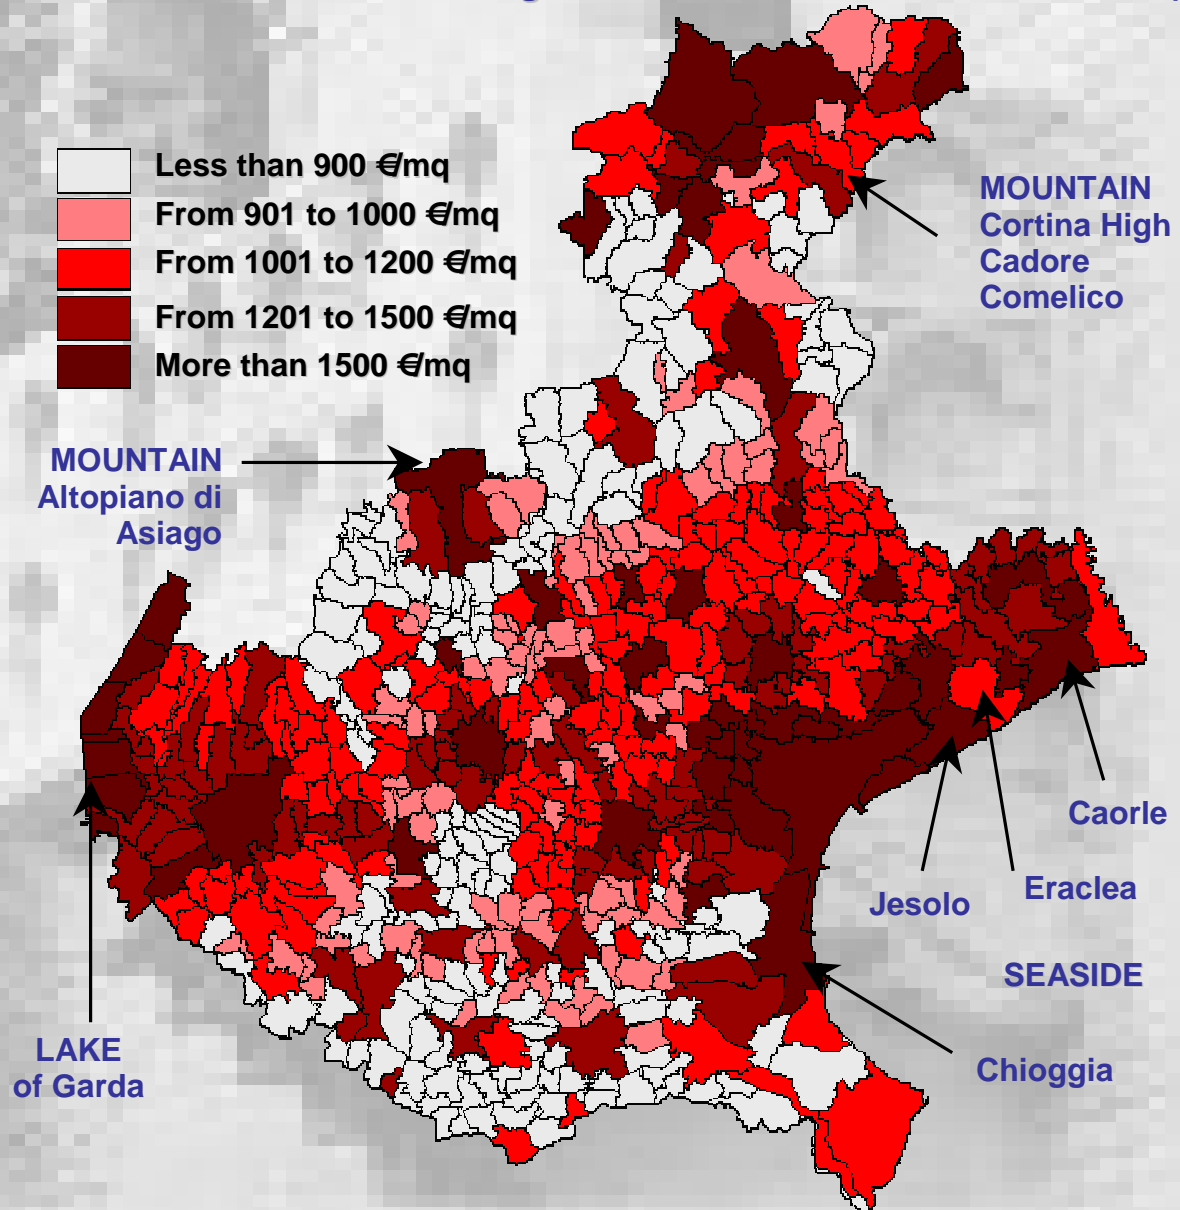 Less than 900 €/mq
From 901 to 1000 €/mq
From 1001 to 1200 €/mq
From 1201 to 1500 €/mq
More than 1500 €/mq
MOUNTAIN
Cortina High
Cadore
Comelico
MOUNTAIN
Altopiano di
Asiago
Caorle
Eraclea
Jesolo
SEASIDE
LAKE
of Garda
Chioggia